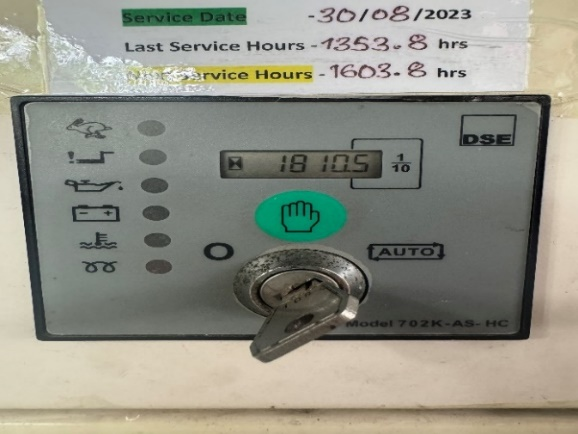 Service Date -30/08/2023
Last Service Hours -1353.8 hrs
Service Hours -1603.8 hrs
DSE
1810.5 1/10
O AUTO
Model 702K-AS-HC